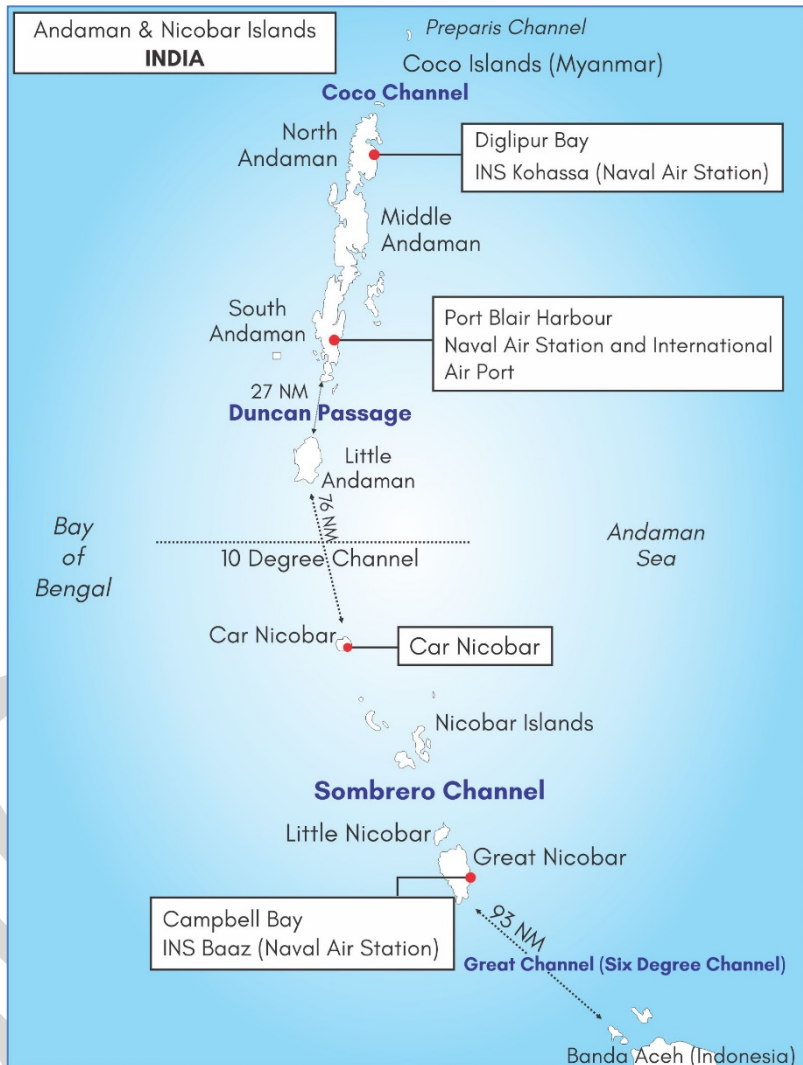 Andaman & Nicobar Islands
INDIA
Preparis Channel
Coco Islands (Myanmar)
Coco Channel
North
Andaman
Diglipur Bay
INS Kohassa (Naval Air Station)
Middle
Andaman
South
Andaman
Port Blair Harbour
Naval Air Station and International
Air Port
27 NM
Duncan Passage
Little
Andaman
76 NM
Bay
of
Bengal
10 Degree Channel
Andaman
Sea
Car Nicobar
Car Nicobar
Nicobar Islands
Sombrero Channel
Little Nicobar
Great Nicobar
Campbell Bay
INS Baaz (Naval Air Station)
93 NM
Great Channel (Six Degree Channel)
Banda Aceh (Indonesia)